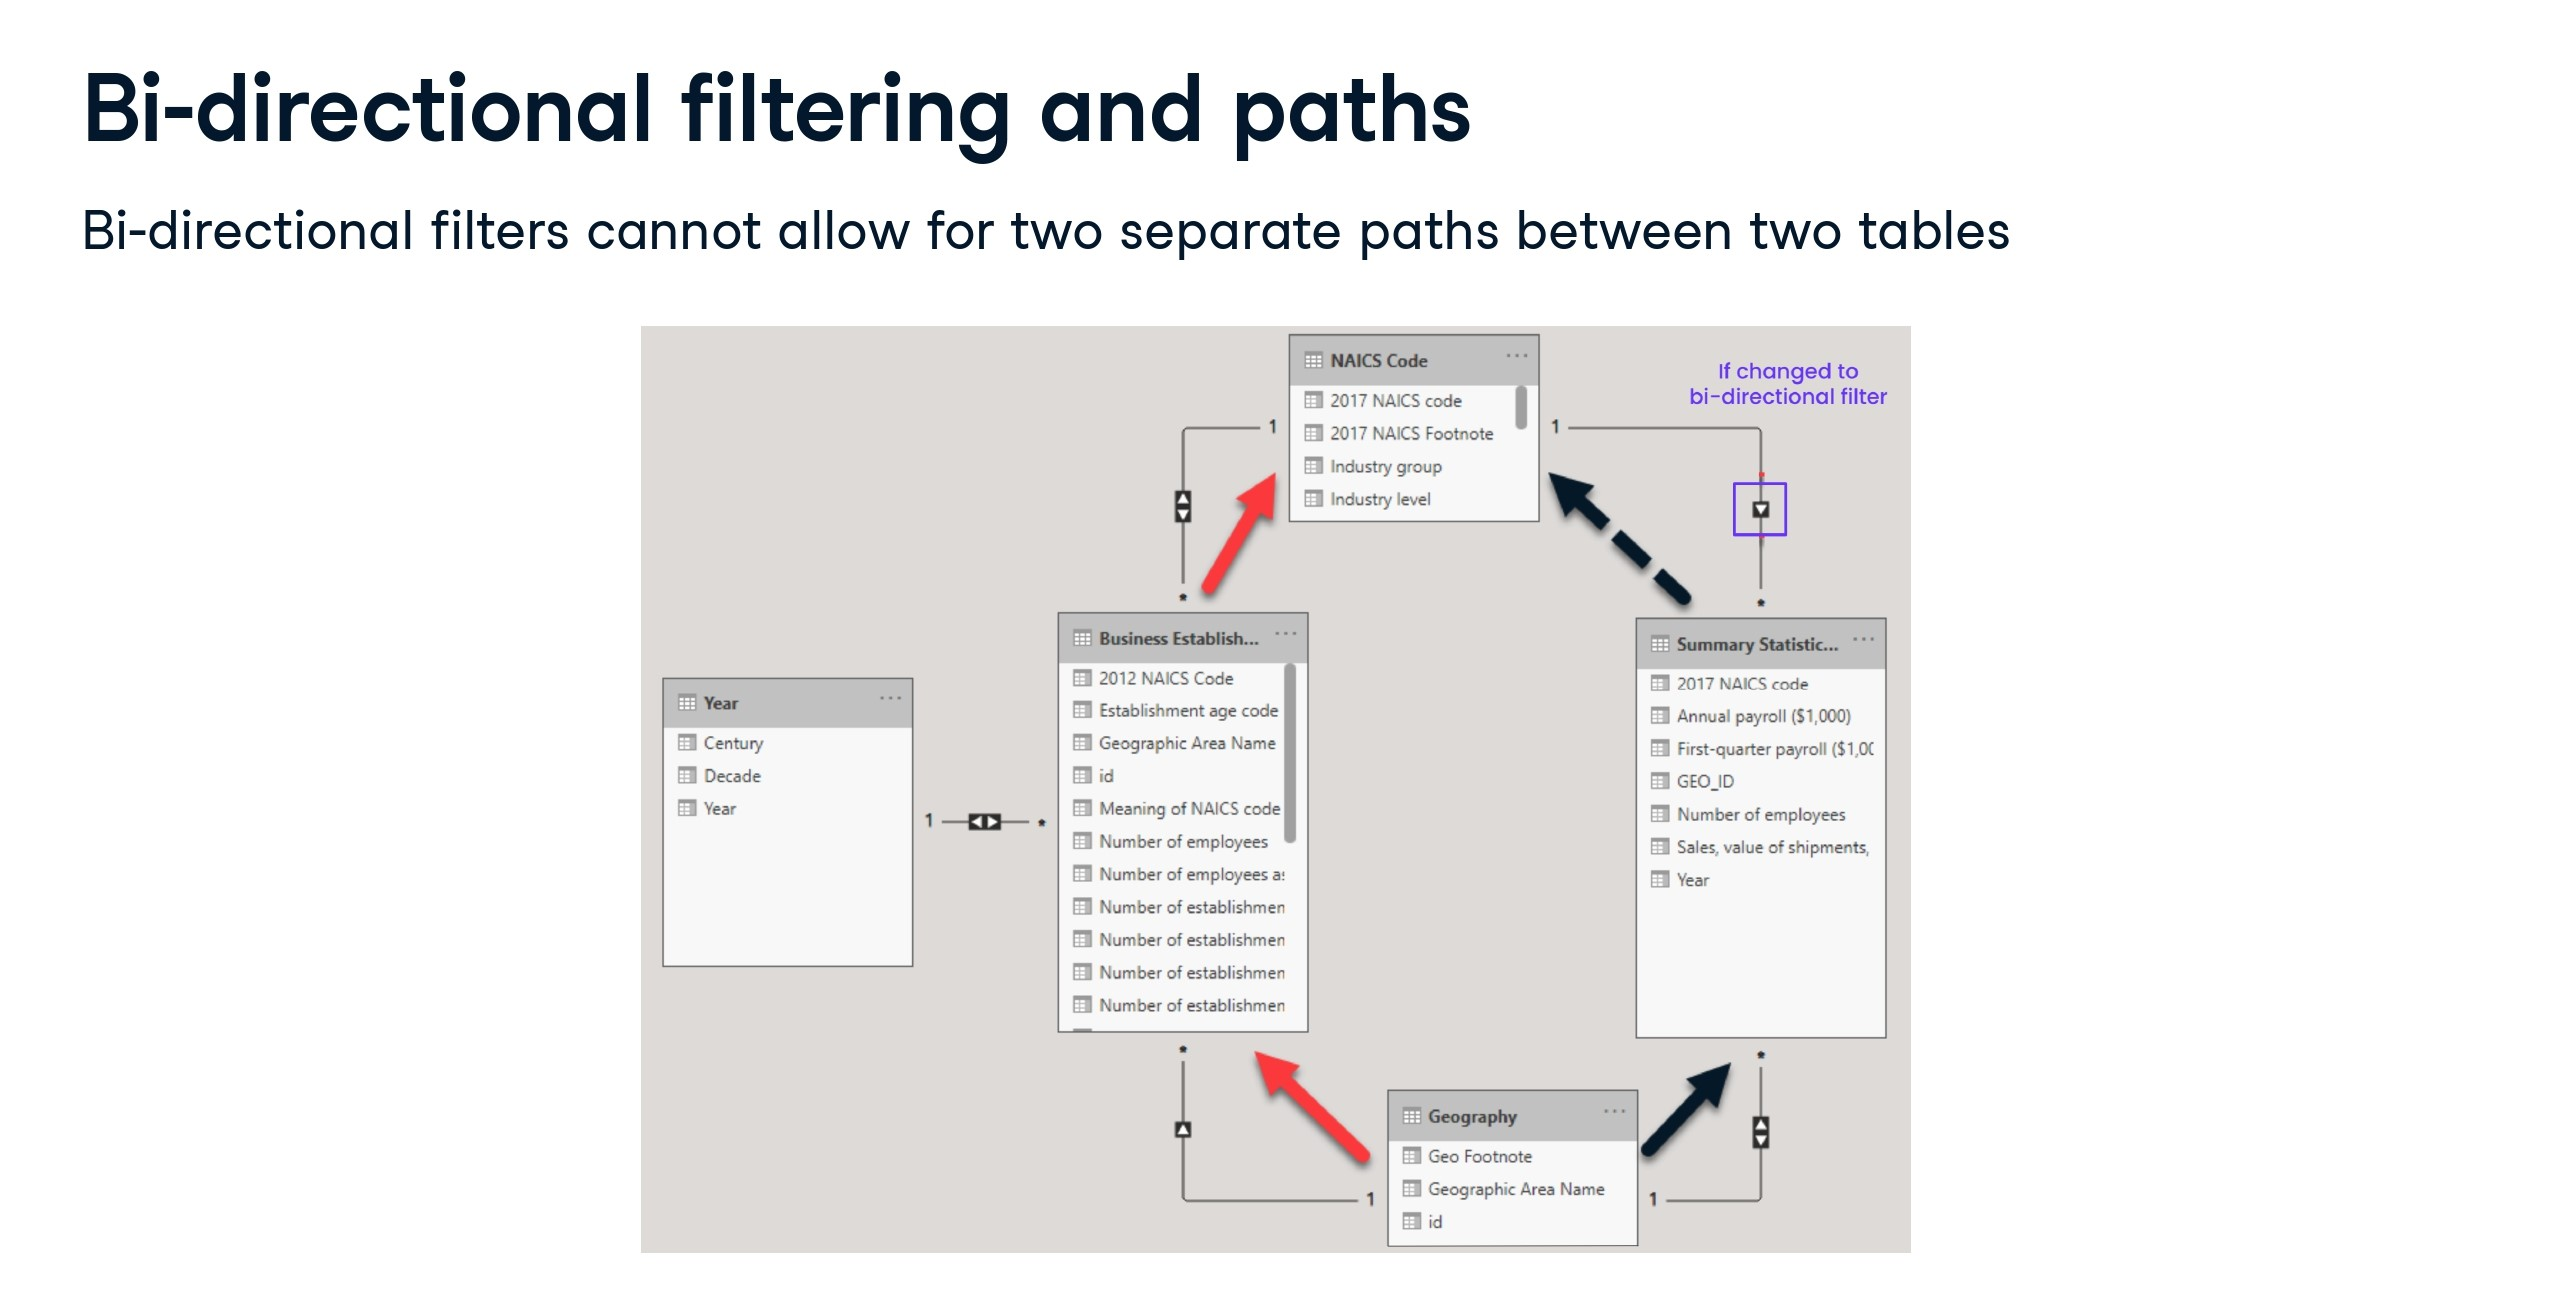 Bi-directional filtering and paths
Bi-directional filters cannot allow for two separate paths between two tables
NAICS Code
2017 NAICS code
2017 NAICS Footnote
Industry group
Industry level
If changed to
bi-directional filter
1
1
*
*
Business Establish...
2012 NAICS Code
Establishment age code
Geographic Area Name
id
Meaning of NAICS code
Number of employees
Number of employees as
Number of establishmen
Number of establishmen
Number of establishmen
Number of establishmen
Summary Statistic...
2017 NAICS code
Annual payroll ($1,000)
First-quarter payroll ($1,00
GEO_ID
Number of employees
Sales, value of shipments,
Year
Year
Century
Decade
Year
1
*
*
*
Geography
Geo Footnote
Geographic Area Name
id
1
1